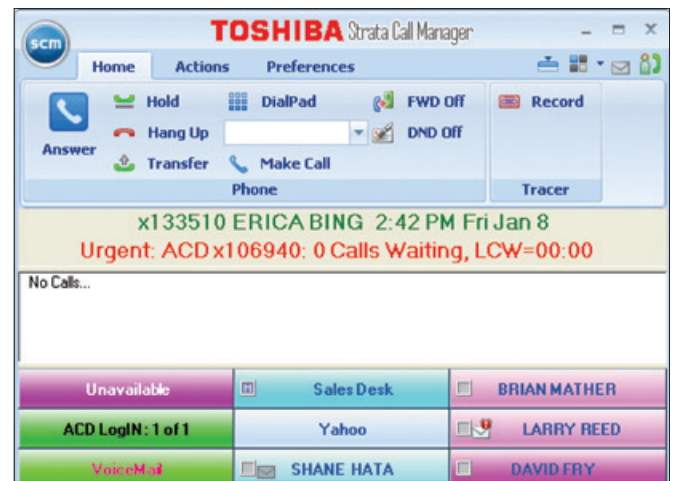 scm
TOSHIBA Strata Call Manager
Home Actions Preferences
Answer
Hold
Hang Up
Transfer
DialPad
Make Call
FWD Off
DND Off
Phone
Record
Tracer
x133510 ERICA BING 2:42 PM Fri Jan 8
Urgent: ACD x106940: 0 Calls Waiting, LCW=00:00
No Calls...
Unavailable Sales Desk BRIAN MATHER
ACD LogIN: 1 of 1 Yahoo LARRY REED
VoiceMail SHANE HATA DAVID FRY